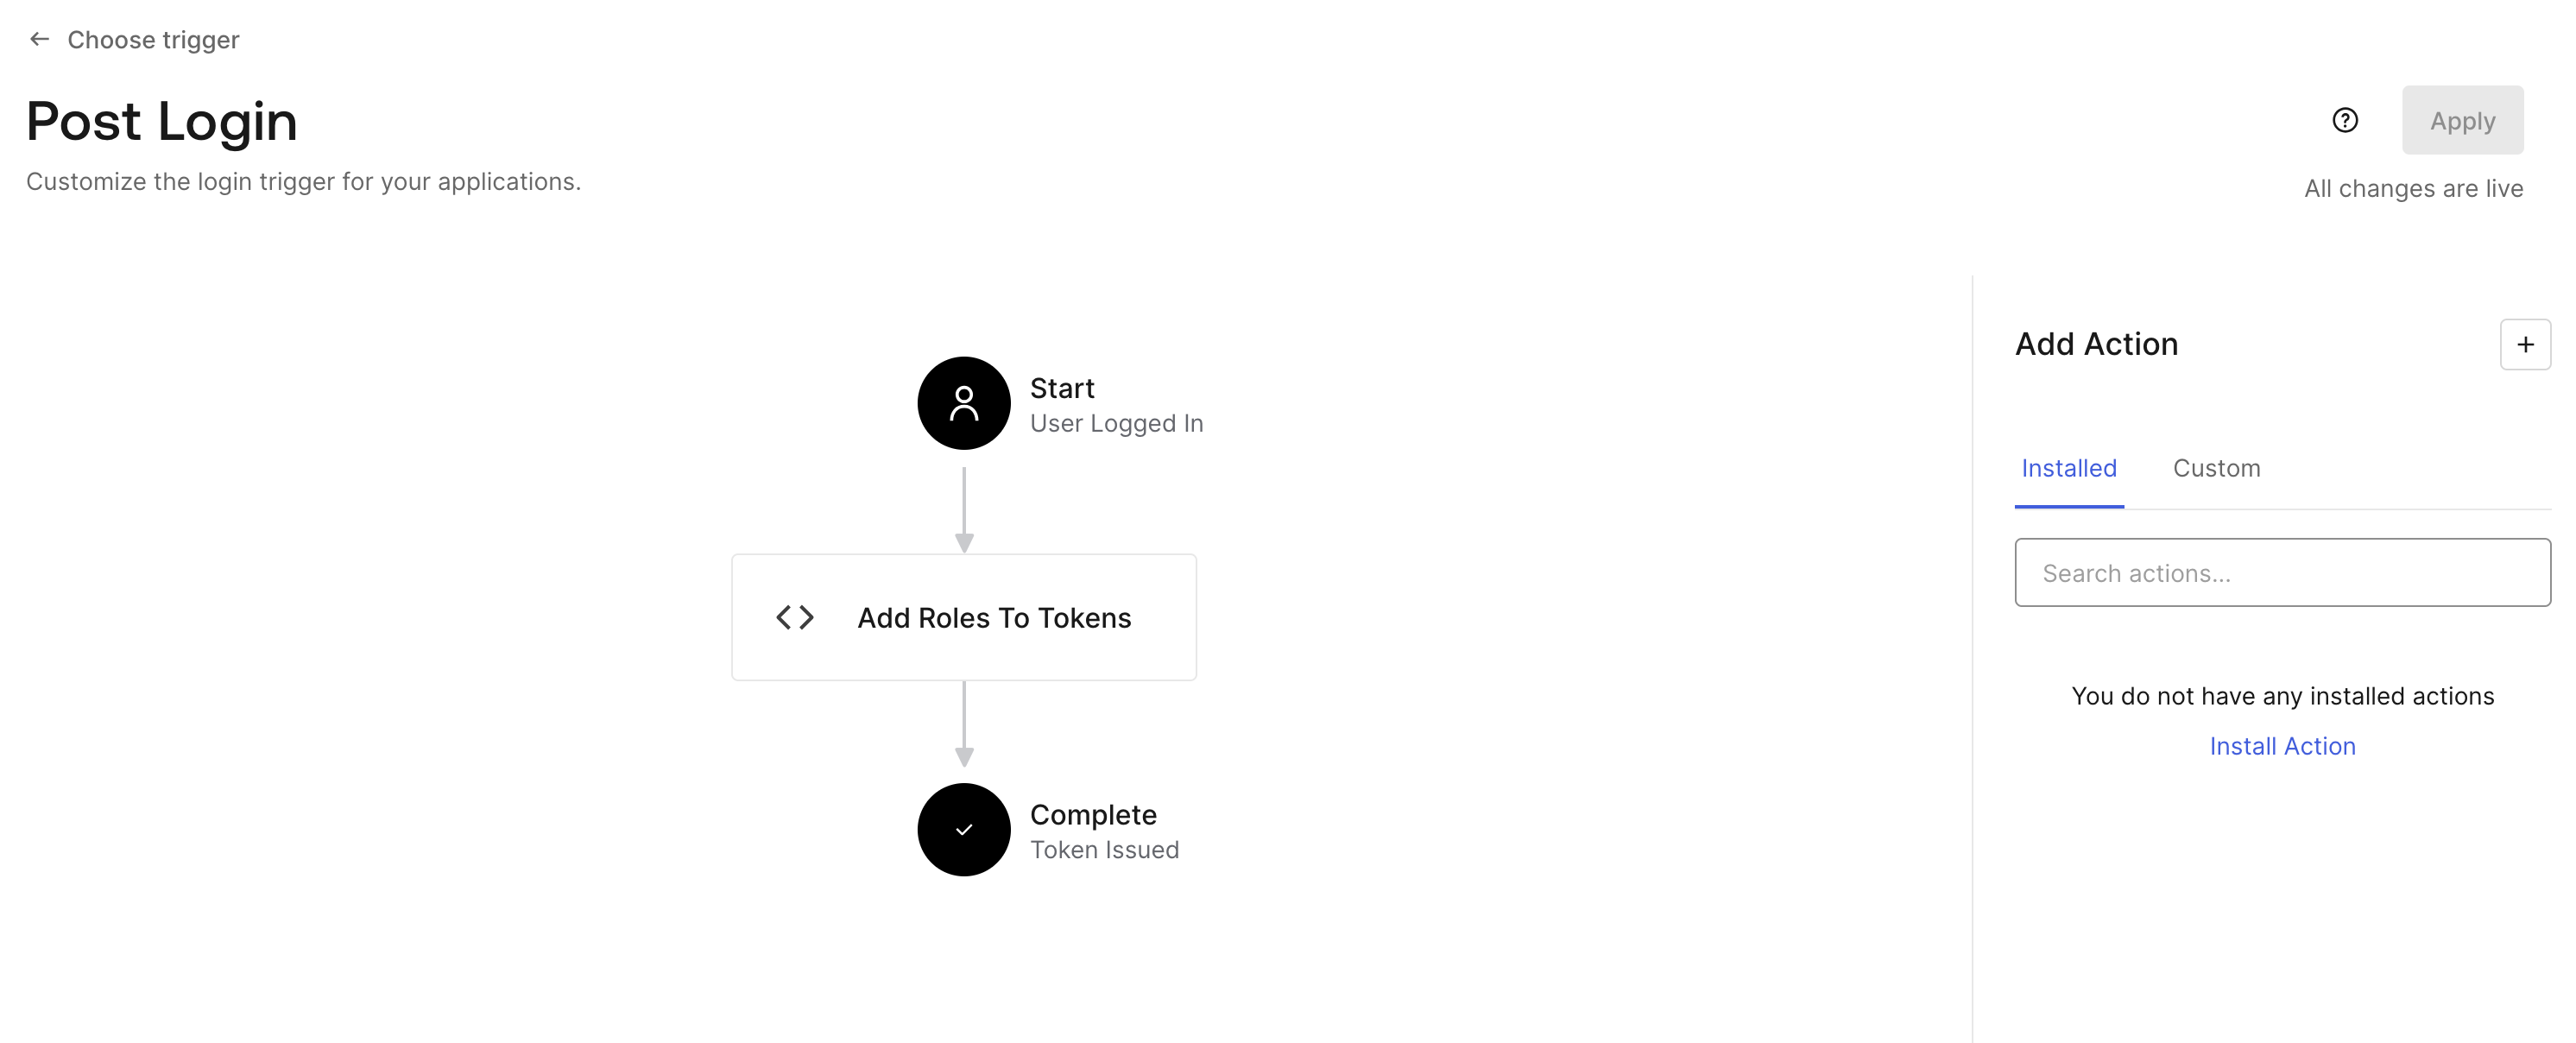 Choose trigger
Post Login
Customize the login trigger for your applications.
Apply
All changes are live
Start
User Logged In
Add Roles To Tokens
Complete
Token Issued
Add Action
Installed Custom
Search actions...
You do not have any installed actions
Install Action